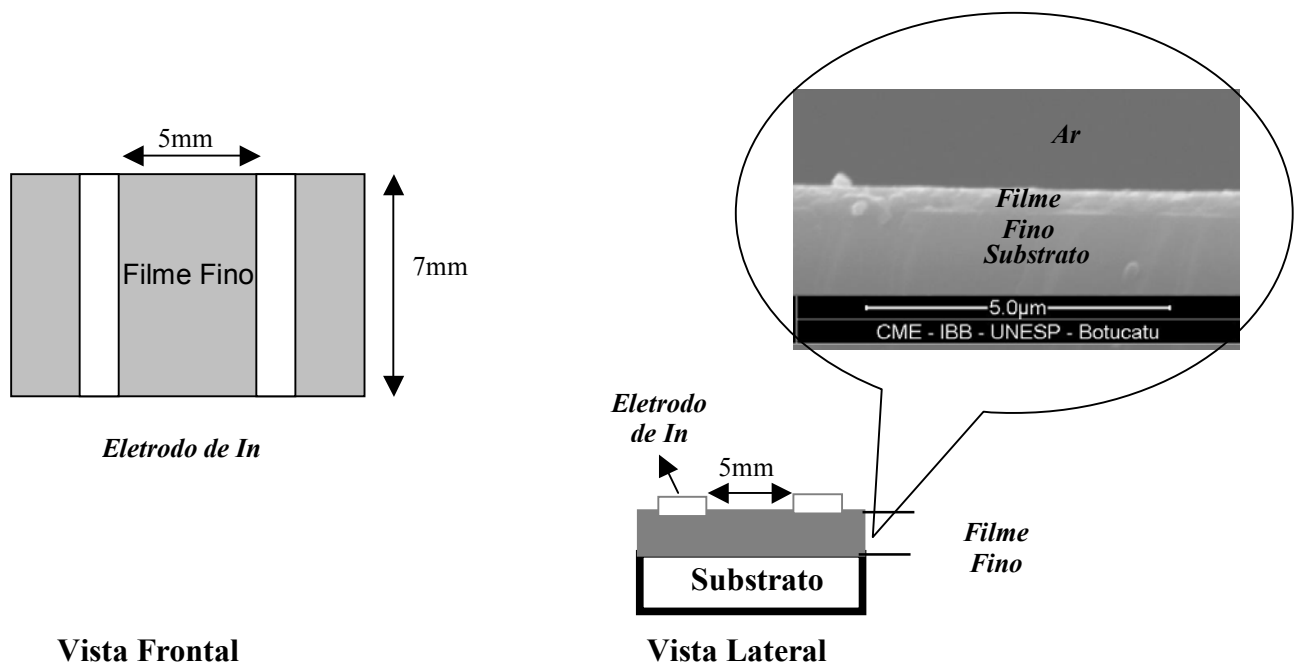 5mm
Filme Fino
7mm
Eletrodo de In
Vista Frontal
Ar
Filme
Fino
Substrato
5.0µm
CME - IBB - UNESP - Botucatu
Eletrodo
de In
5mm
Filme
Fino
Substrato
Vista Lateral